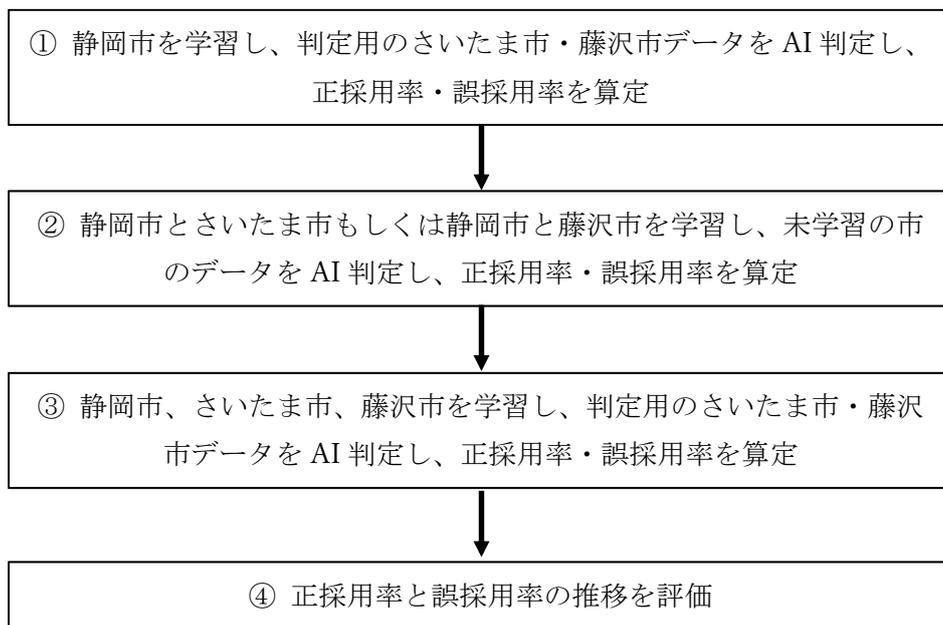 ① 静岡市を学習し、判定用のさいたま市・藤沢市データを AI 判定し、
正採用率・誤採用率を算定
② 静岡市とさいたま市もしくは静岡市と藤沢市を学習し、未学習の市
のデータを AI 判定し、正採用率・誤採用率を算定
③ 静岡市、さいたま市、藤沢市を学習し、判定用のさいたま市・藤沢
市データを AI 判定し、正採用率・誤採用率を算定
④ 正採用率と誤採用率の推移を評価